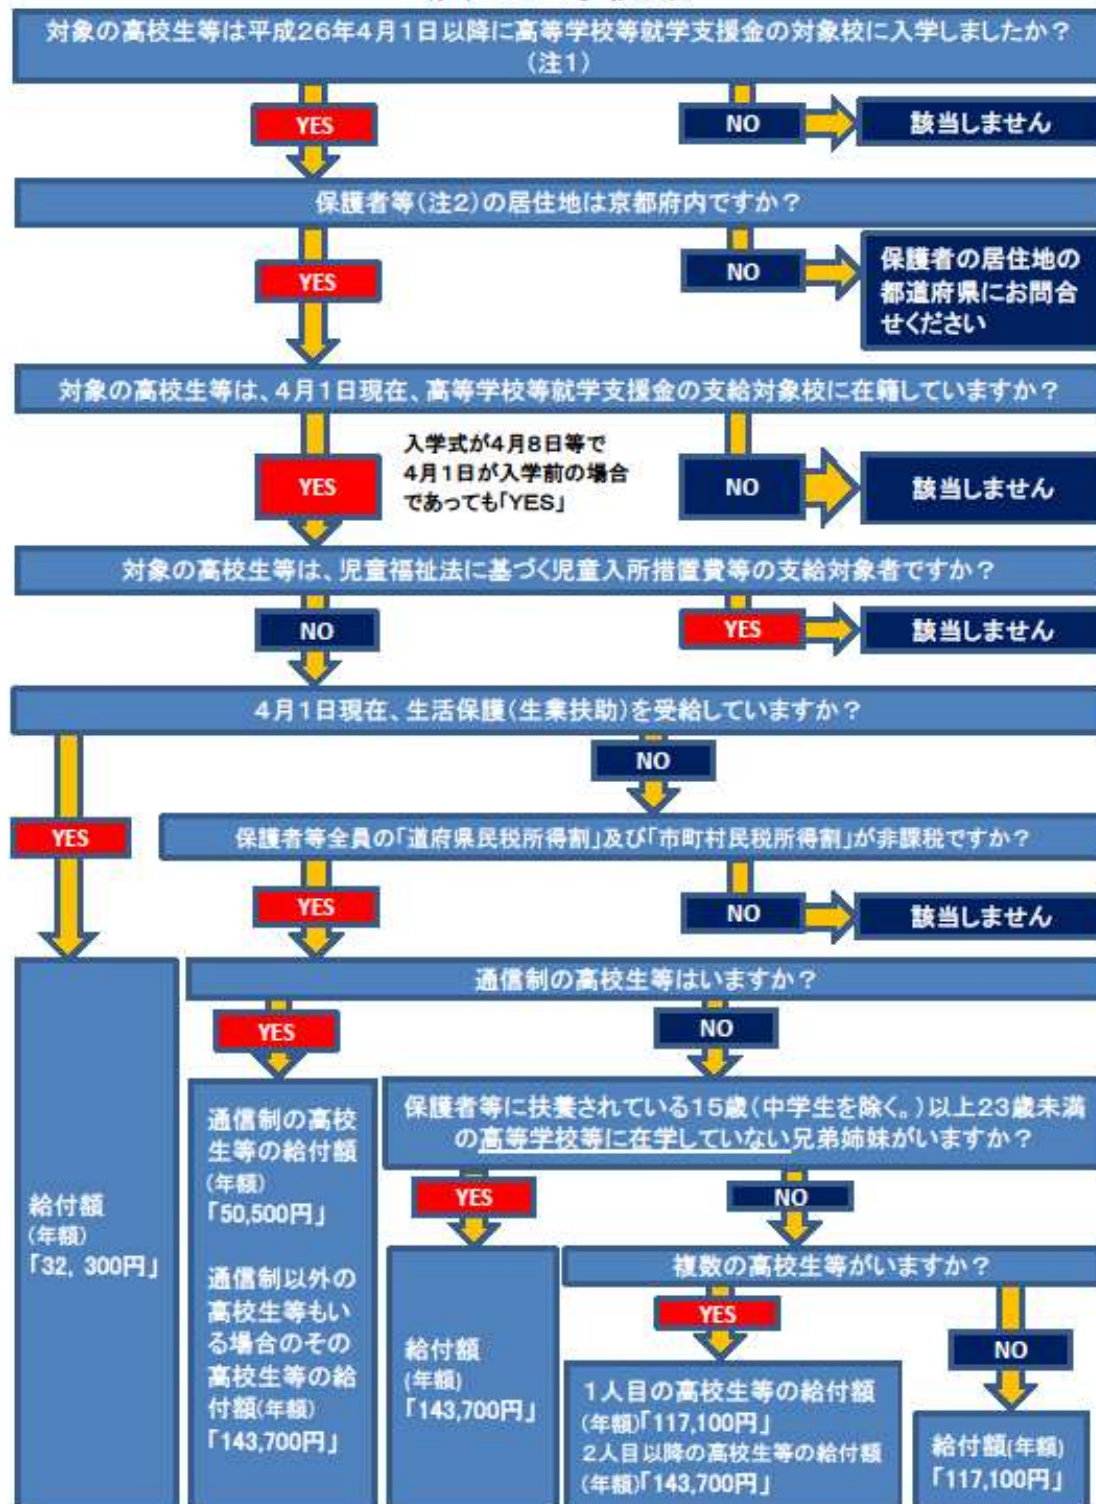 対象の高校生等は平成26年4月1日以降に高等学校等就学支援金の対象校に入学しましたか？
（注1）
YES
NO
該当しません
保護者等（注2）の居住地は京都府内ですか？
YES
NO
保護者の居住地の
都道府県にお問合
せください
対象の高校生等は、4月1日現在、高等学校等就学支援金の支給対象校に在籍していますか？
YES
入学式が4月8日等で
4月1日が入学前の場合
であっても「YES」
NO
該当しません
対象の高校生等は、児童福祉法に基づく児童入所措置費等の支給対象者ですか？
NO
YES
該当しません
4月1日現在、生活保護（生業扶助）を受給していますか？
NO
YES
保護者等全員の「道府県民税所得割」及び「市町村民税所得割」が非課税ですか？
YES
NO
該当しません
通信制の高校生等はいますか？
YES
NO
給付額
(年額)
「32，300円」
通信制の高校
生等の給付額
(年額)
「50,500円」
通信制以外の
高校生等もい
る場合のその
高校生等の給
付額(年額)
「143,700円」
保護者等に扶養されている15歳（中学生を除く。）以上23歳未満
の高等学校等に在学していない兄弟姉妹がいますか？
YES
NO
給付額
(年額)
「143,700円」
複数の高校生等がいますか？
YES
NO
1人目の高校生等の給付額
(年額)「117,100円」
2人目以降の高校生等の給付額
(年額)「143,700円」
給付額(年額)
「117,100円」